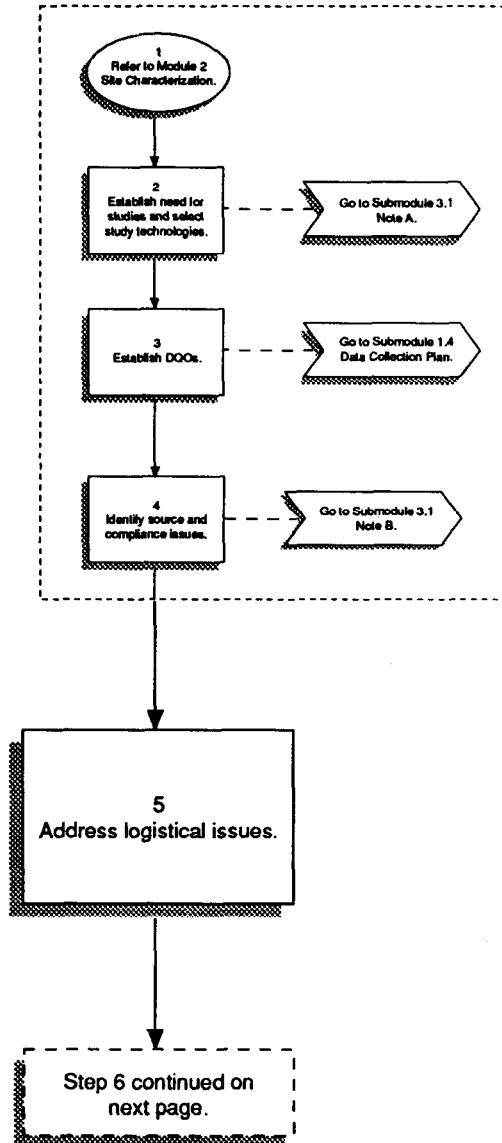 1
Refer to Module 2
Site Characterization.
2
Establish need for
studies and select
study technologies.
Go to Submodule 3.1
Note A.
3
Establish DQOs.
Go to Submodule 1.4
Data Collection Plan.
4
Identify source and
compliance issues.
Go to Submodule 3.1
Note B.
5
Address logistical issues.
Step 6 continued on
next page.